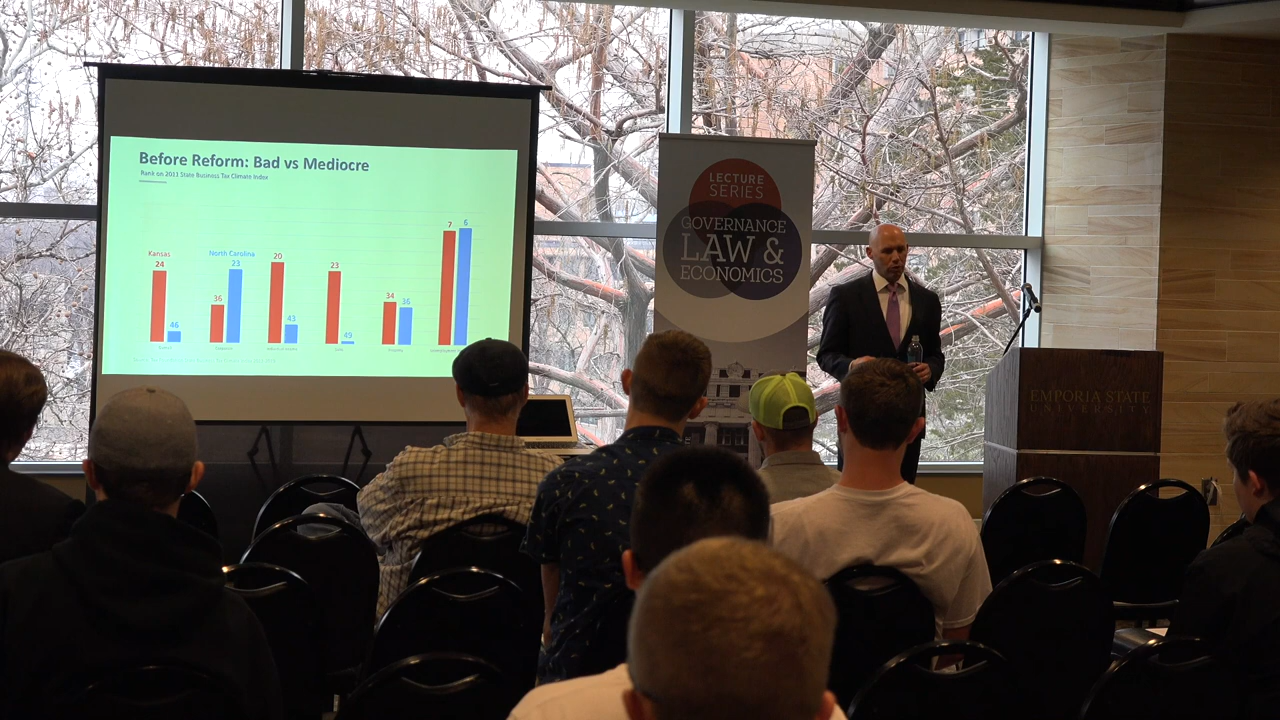 Before Reform: Bad vs Mediocre
Rank on 2011 State Business Tax Climate Index
Kansas
24
46
North Carolina
36
23
20
43
23
49
34
36
7
6
LECTURE
SERIES
GOVERNANCE
LAW &
ECONOMICS
EMPORIA STATE
UNIVERSITY